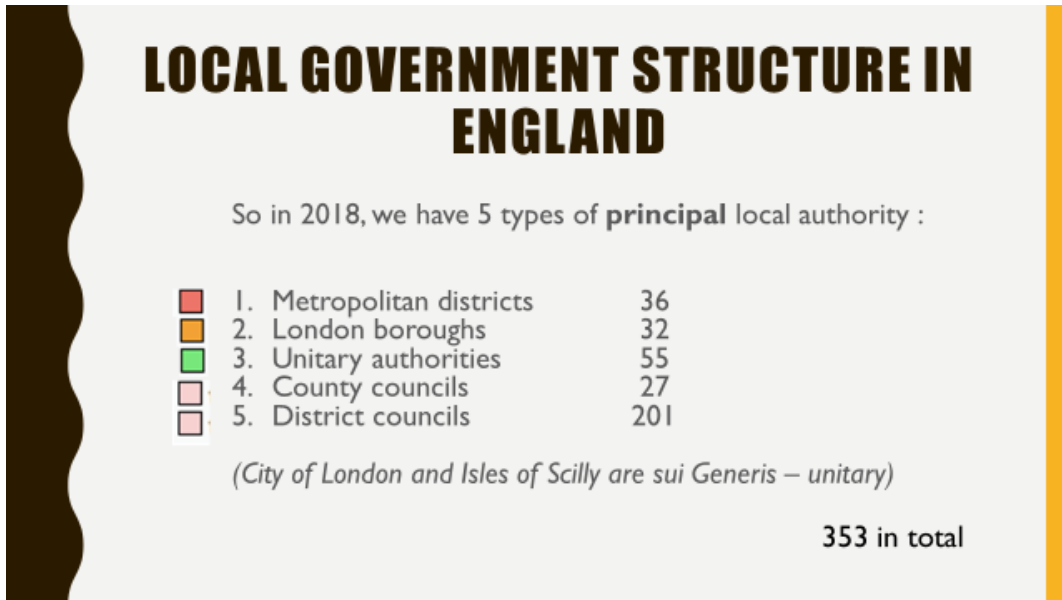 LOCAL GOVERNMENT STRUCTURE IN
ENGLAND
So in 2018, we have 5 types of principal local authority :
1. Metropolitan districts 36
2. London boroughs 32
3. Unitary authorities 55
4. County councils 27
5. District councils 201
(City of London and Isles of Scilly are sui Generis – unitary)
353 in total